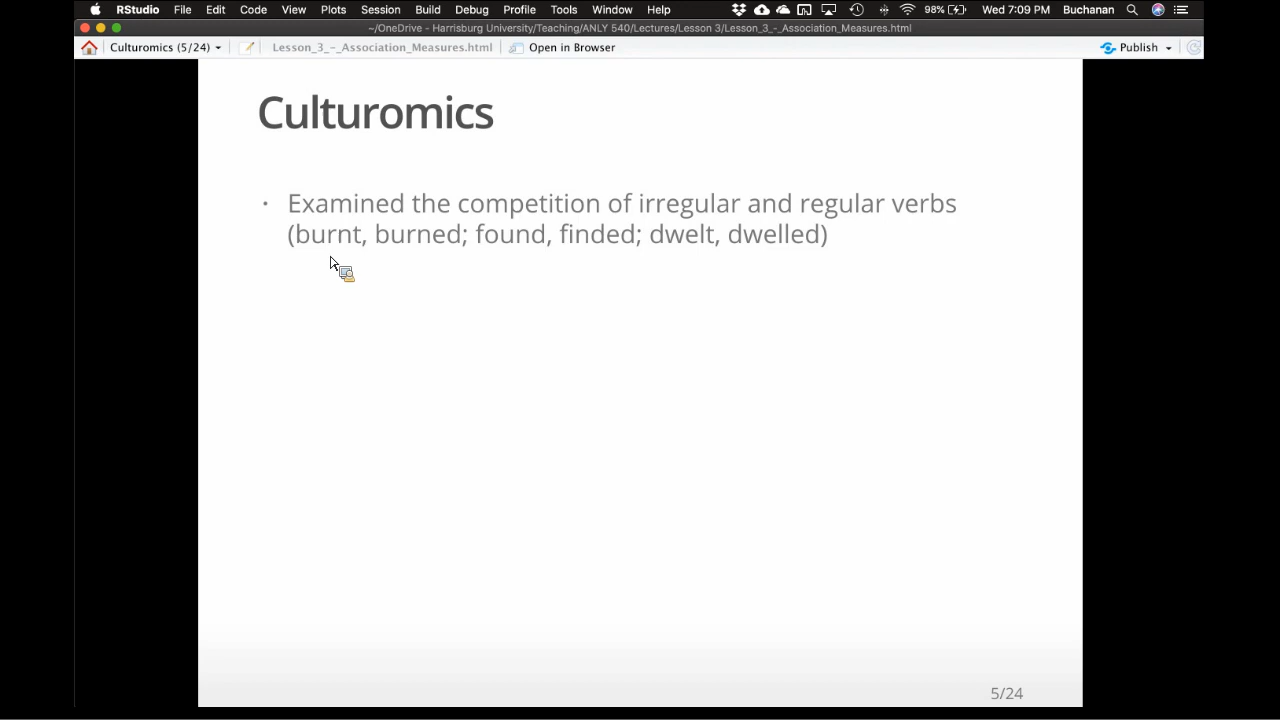 RStudio File Edit Code View Plots Session Build Debug Profile Tools Window Help 98% Wed 7:09 PM Buchanan
~/OneDrive - Harrisburg University/Teaching/ANLY 540/Lectures/Lesson 3/Lesson_3_-_Association_Measures.html
Culturomics (5/24) Lesson_3_-_Association_Measures.html Open in Browser Publish
Culturomics
• Examined the competition of irregular and regular verbs
(burnt, burned; found, finded; dwelt, dwelled)
5/24